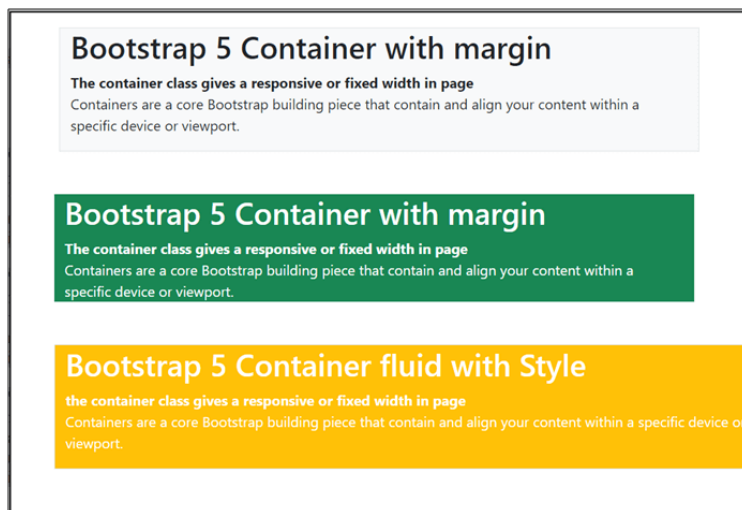 Bootstrap 5 Container with margin
The container class gives a responsive or fixed width in page
Containers are a core Bootstrap building piece that contain and align your content within a
specific device or viewport.
Bootstrap 5 Container with margin
The container class gives a responsive or fixed width in page
Containers are a core Bootstrap building piece that contain and align your content within a
specific device or viewport.
Bootstrap 5 Container fluid with Style
the container class gives a responsive or fixed width in page
Containers are a core Bootstrap building piece that contain and align your content within a specific device or
viewport.